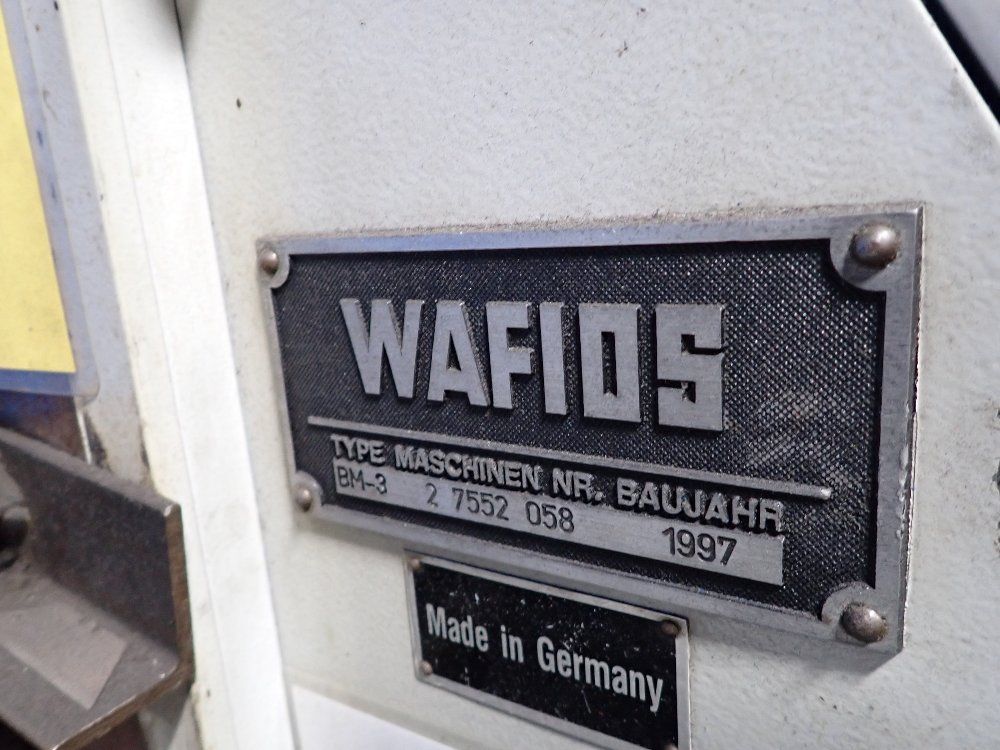 WAFIOS
TYPE MASCHINEN NR. BAUJAHR
BM-3 2 7552 058 1997
Made in Germany